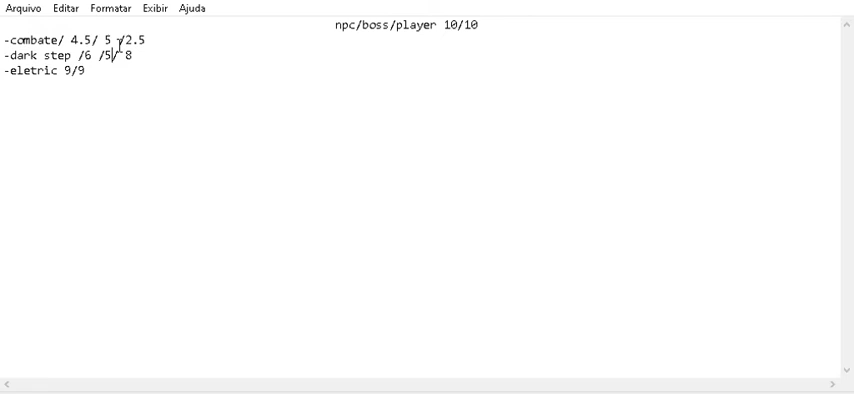 Arquivo Editar Formatar Exibir Ajuda
npc/boss/player 10/10
-combate/ 4.5/ 5 /2.5
-dark step /6 /5/ 8
-eletric 9/9